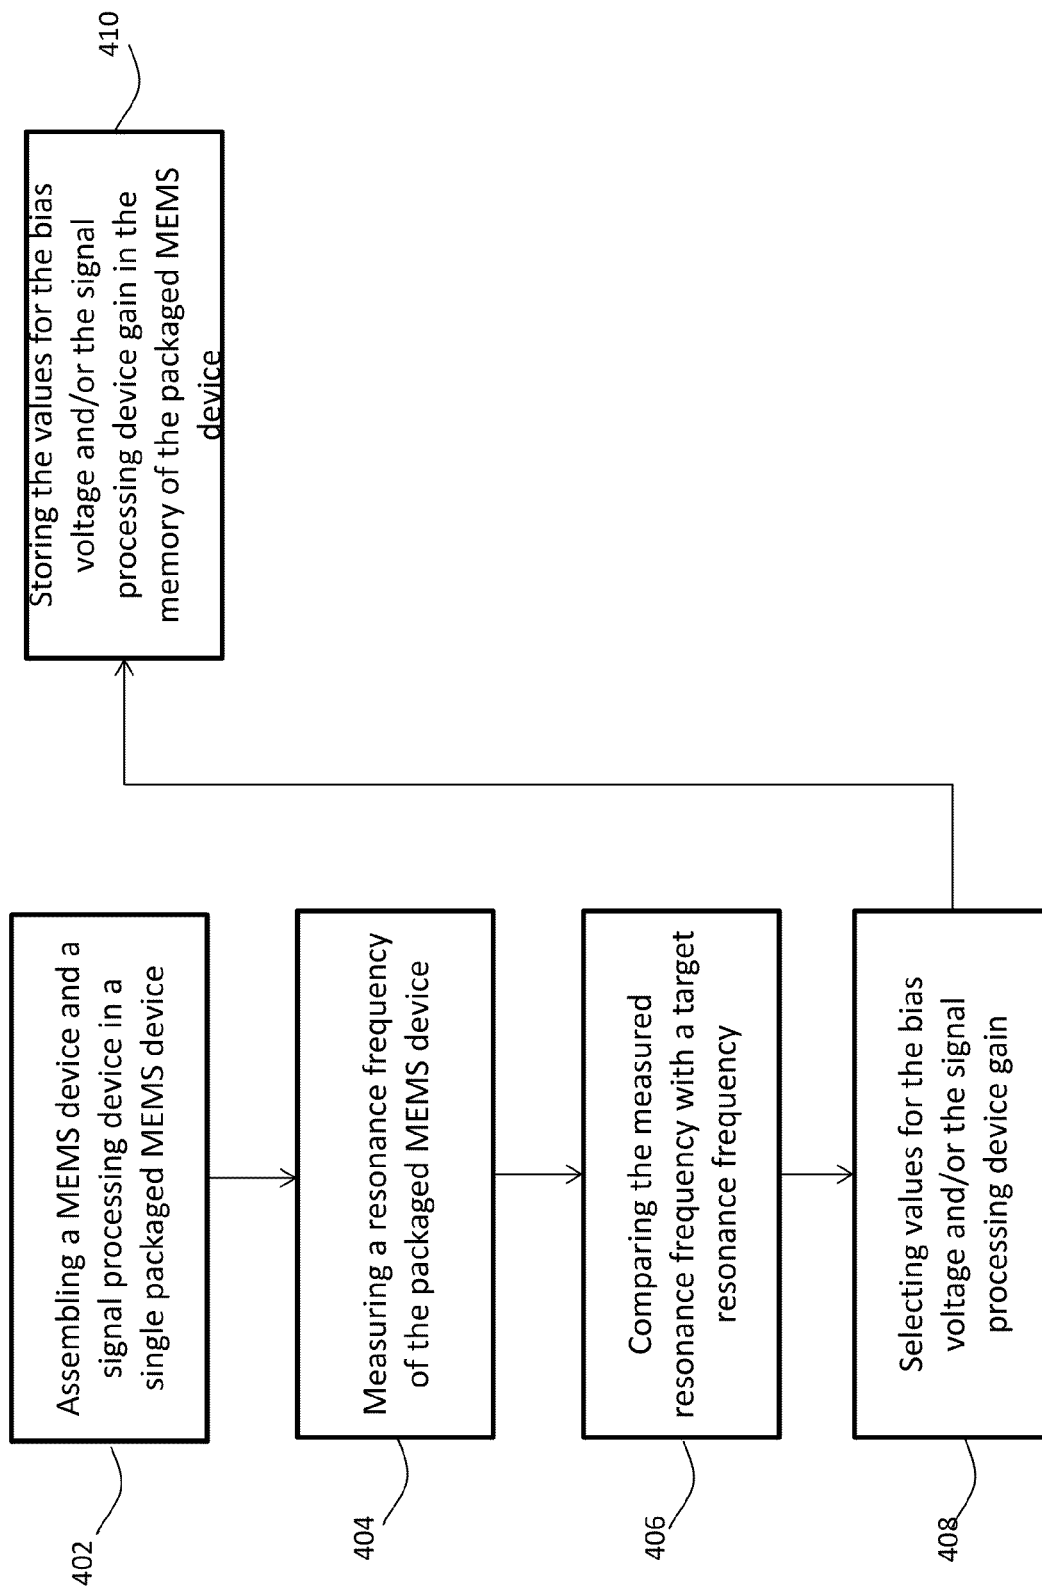 402
Assembling a MEMS device and a
signal processing device in a
single packaged MEMS device
404
Measuring a resonance frequency
of the packaged MEMS device
406
Comparing the measured
resonance frequency with a target
resonance frequency
408
Selecting values for the bias
voltage and/or the signal
processing device gain
410
Storing the values for the bias
voltage and/or the signal
processing device gain in the
memory of the packaged MEMS
device